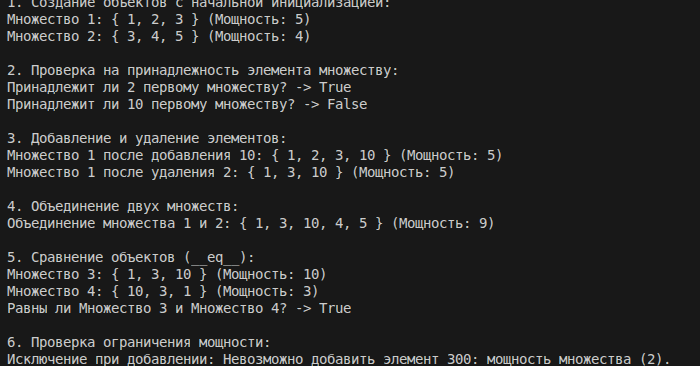 1. Создание объектов с начальной инициализацией:
Множество 1: { 1, 2, 3 } (Мощность: 5)
Множество 2: { 3, 4, 5 } (Мощность: 4)
2. Проверка на принадлежность элемента множеству:
Принадлежит ли 2 первому множеству? -> True
Принадлежит ли 10 первому множеству? -> False
3. Добавление и удаление элементов:
Множество 1 после добавления 10: { 1, 2, 3, 10 } (Мощность: 5)
Множество 1 после удаления 2: { 1, 3, 10 } (Мощность: 5)
4. Объединение двух множеств:
Объединение множества 1 и 2: { 1, 3, 10, 4, 5 } (Мощность: 9)
5. Сравнение объектов (__eq__):
Множество 3: { 1, 3, 10 } (Мощность: 10)
Множество 4: { 10, 3, 1 } (Мощность: 3)
Равны ли Множество 3 и Множество 4? -> True
6. Проверка ограничения мощности:
Исключение при добавлении: Невозможно добавить элемент 300: мощность множества (2).